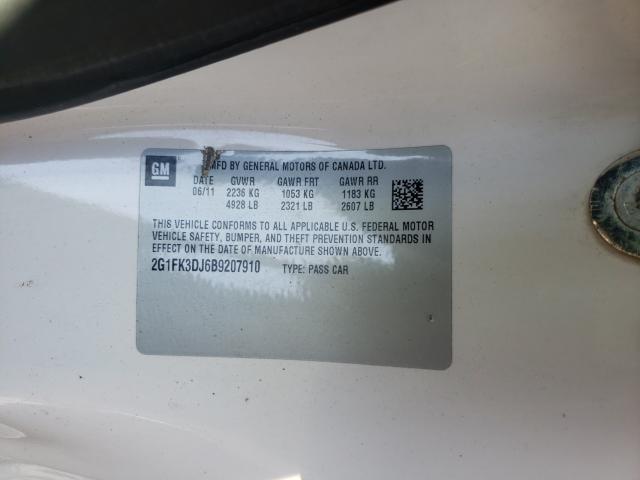 GM
MFD BY GENERAL MOTORS OF CANADA LTD.
DATE GVWR GAWR FRT GAWR RR
06/11 2236 KG 1053 KG 1183 KG
4928 LB 2321 LB 2607 LB
THIS VEHICLE CONFORMS TO ALL APPLICABLE U.S. FEDERAL MOTOR
VEHICLE SAFETY, BUMPER, AND THEFT PREVENTION STANDARDS IN
EFFECT ON THE DATE OF MANUFACTURE SHOWN ABOVE.
2G1FK3DJ6B9207910 TYPE: PASS CAR